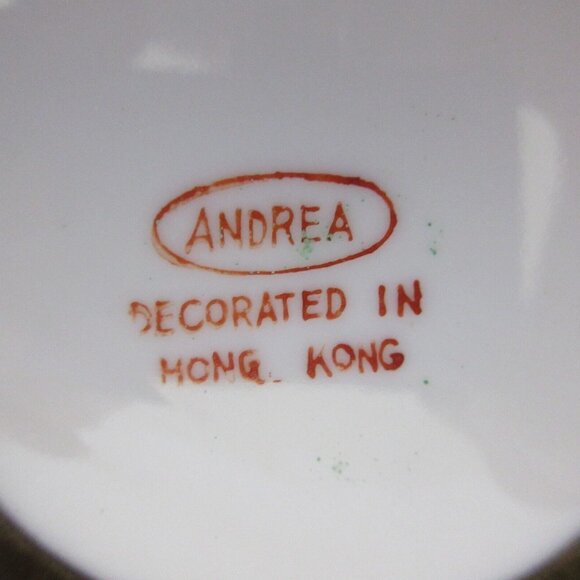 ANDREA
DECORATED IN
HONG KONG